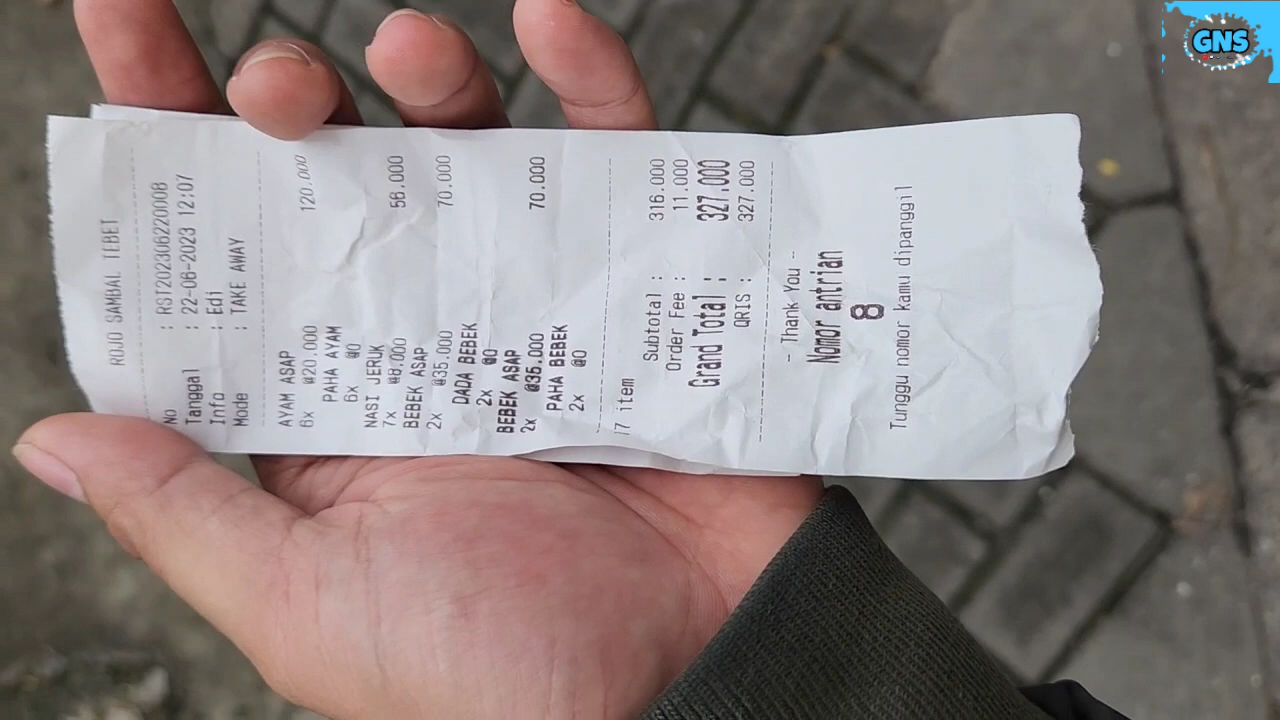 ROJO SAMBAL TEBET
No : RST202306220008
Tanggal : 22-06-2023 12:07
Info : Edi
Mode : TAKE AWAY
AYAM ASAP
6x @20.000 120.000
PAHA AYAM
6x @0
NASI JERUK
7x @8.000 56.000
BEBEK ASAP
2x @35.000 70.000
DADA BEBEK
2x @0
BEBEK ASAP
2x @35.000 70.000
PAHA BEBEK
2x @0
17 item
Subtotal : 316.000
Order Fee : 11.000
Grand Total : 327.000
QRIS : 327.000
- Thank You -
Nomor antrian
8
Tunggu nomor kamu dipanggil
GNS